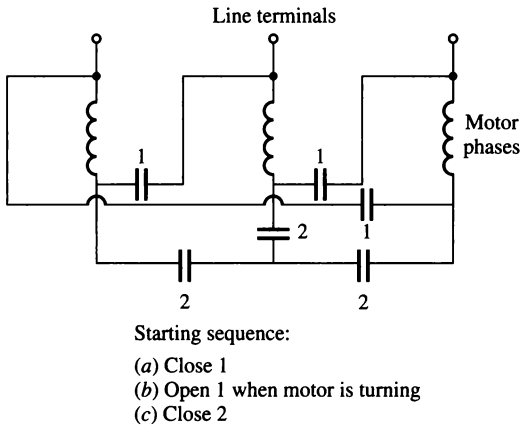 Line terminals
Motor
phases
1
1
2
1
2
2
Starting sequence:
(a) Close 1
(b) Open 1 when motor is turning
(c) Close 2